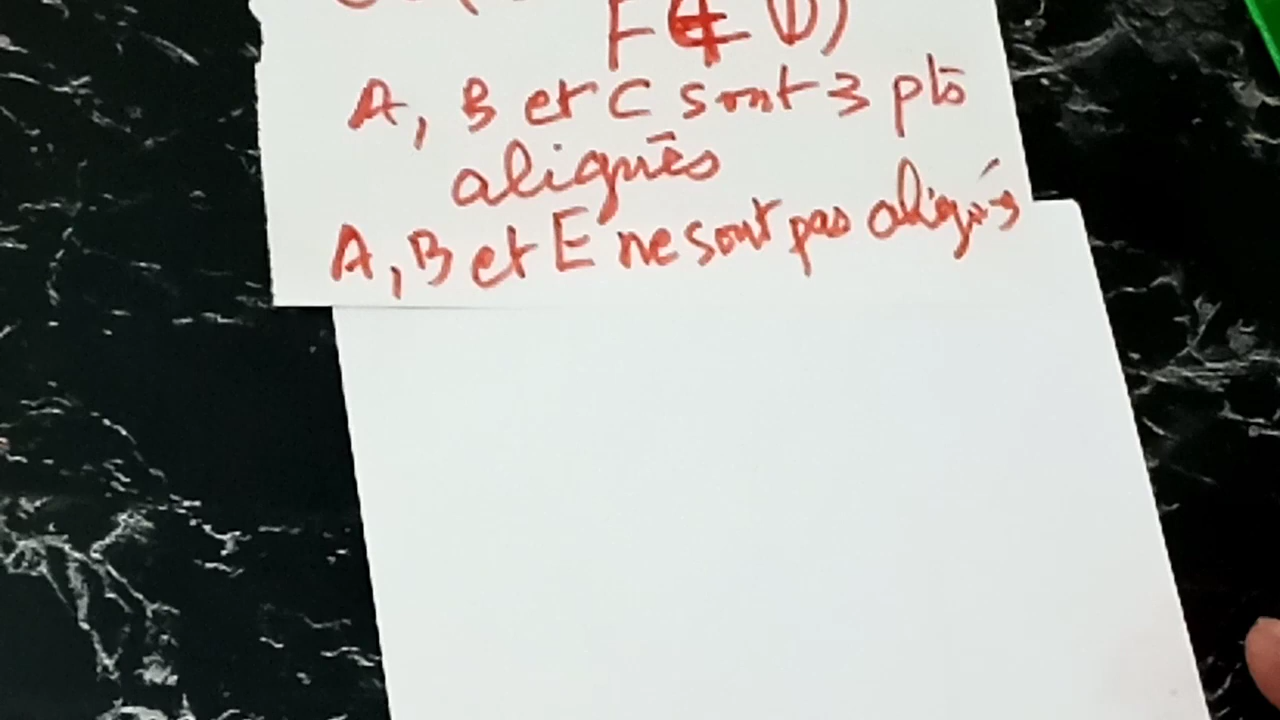 F ∉ (D)
A, B et C sont 3 pts
alignés
A, B et E ne sont pas alignés